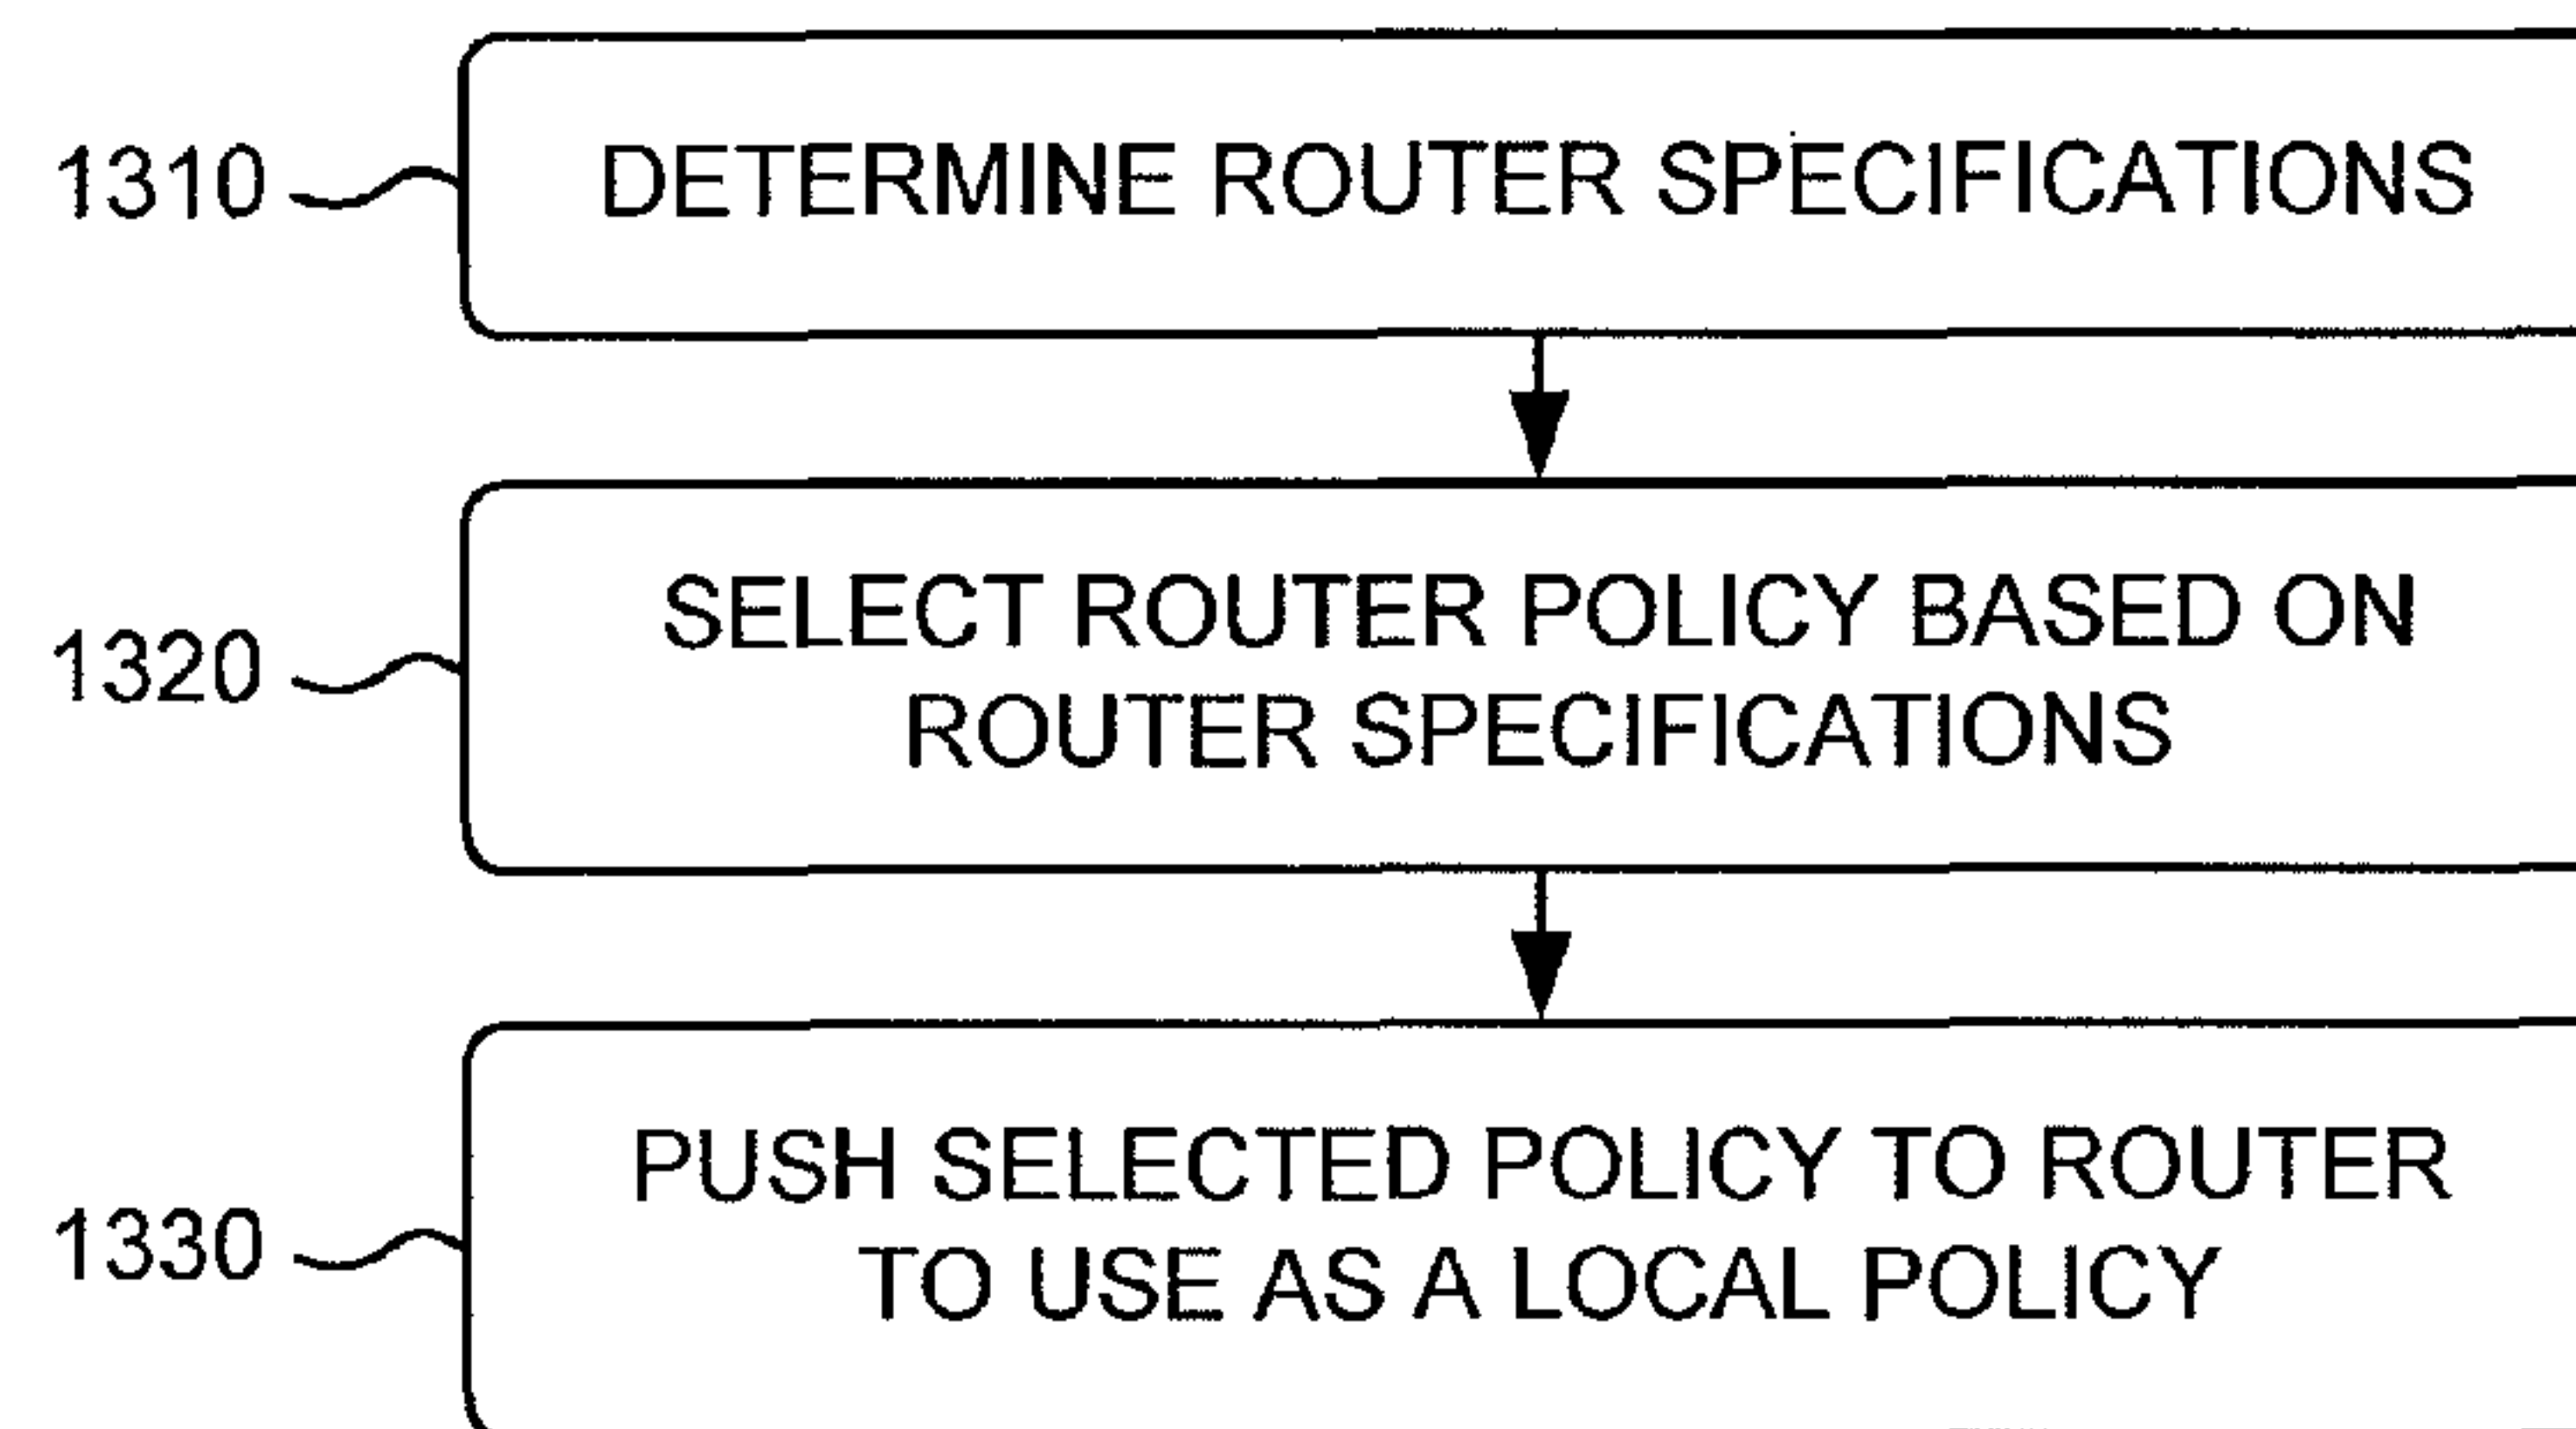 1310
DETERMINE ROUTER SPECIFICATIONS
1320
SELECT ROUTER POLICY BASED ON
ROUTER SPECIFICATIONS
1330
PUSH SELECTED POLICY TO ROUTER
TO USE AS A LOCAL POLICY